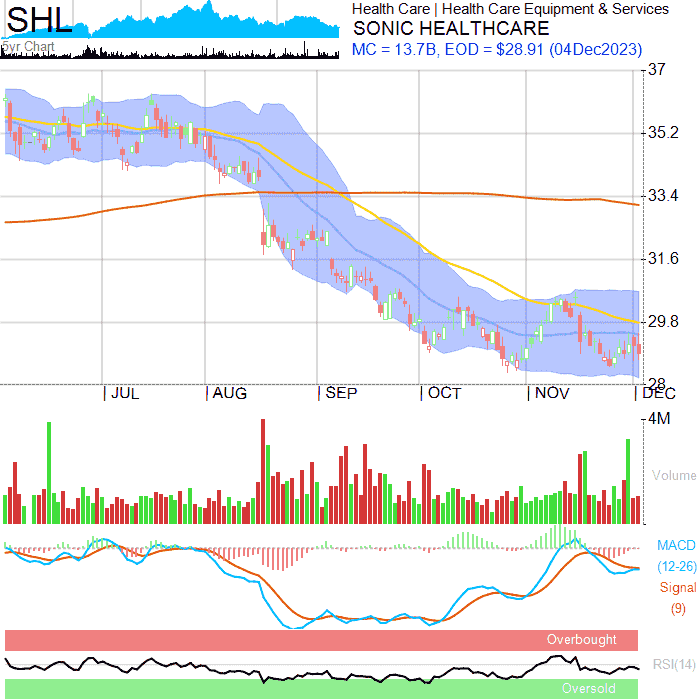 SHL
5yr Chart
Health Care | Health Care Equipment & Services
SONIC HEALTHCARE
MC = 13.7B, EOD = $28.91 (04Dec2023)
37
35.2
33.4
31.6
29.8
28
JUL AUG SEP OCT NOV DEC
4M
Volume
MACD
(12-26)
Signal
(9)
Overbought
RSI(14)
Oversold